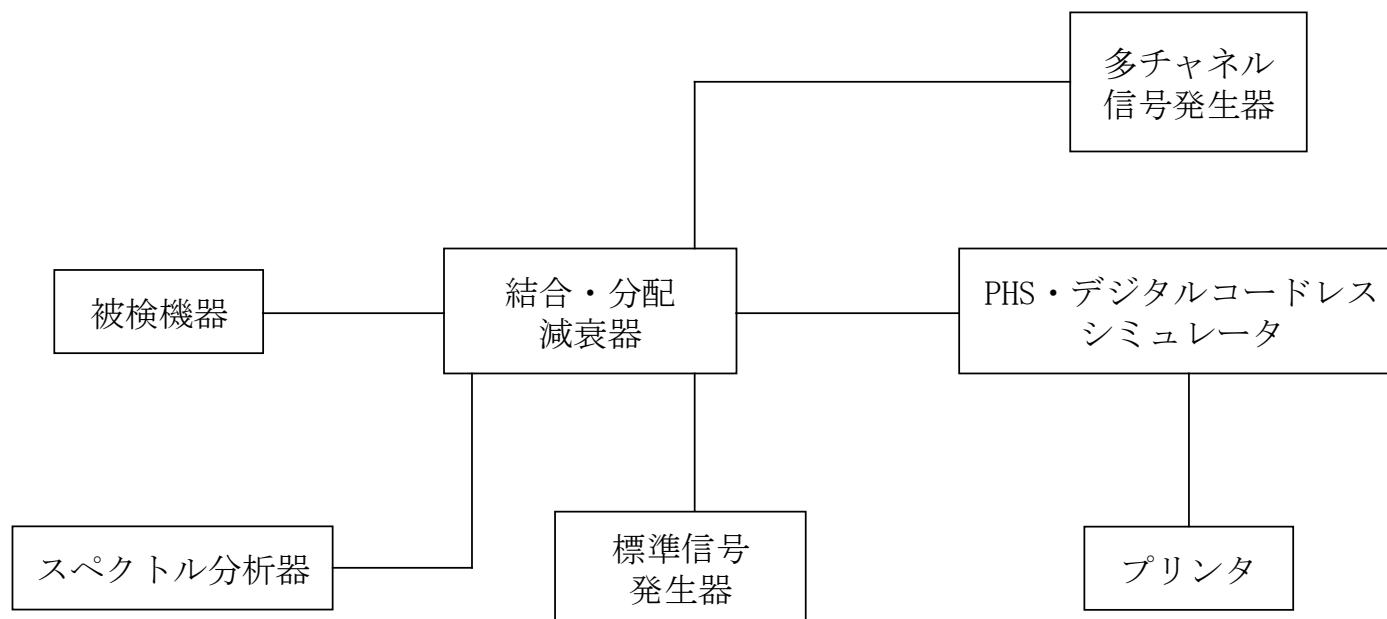 多チャネル
信号発生器
被検機器
結合・分配
減衰器
PHS・デジタルコードレス
シミュレータ
スペクトル分析器
標準信号
発生器
プリンタ